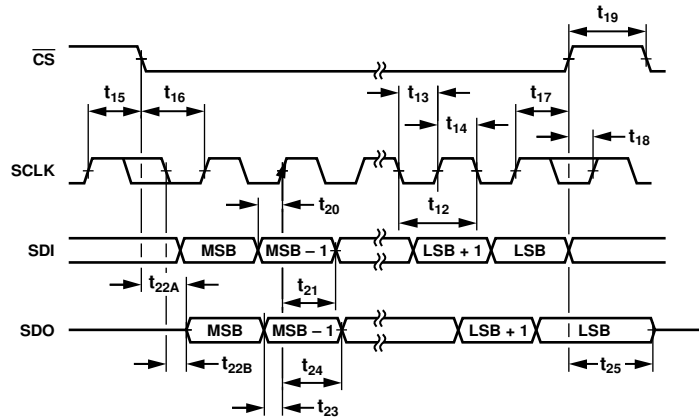 t19
CS
t15 t16 t13 t17
t14
t18
SCLK
t20 t12
SDI MSB MSB – 1 LSB + 1 LSB
t22A t21
SDO MSB MSB – 1 LSB + 1 LSB
t22B t24 t25
t23